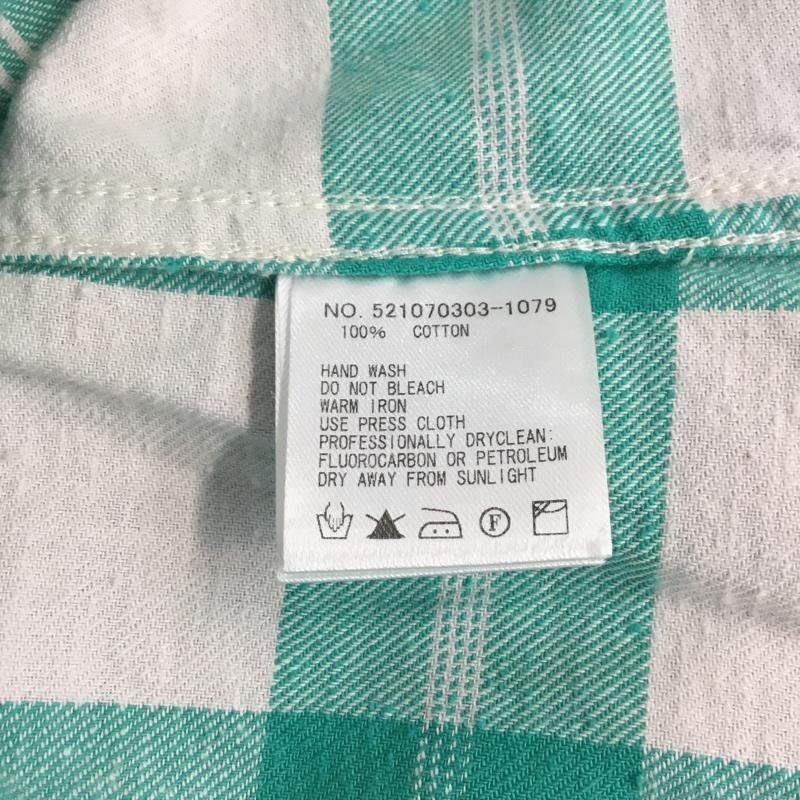 NO. 521070303-1079
100% COTTON
HAND WASH
DO NOT BLEACH
WARM IRON
USE PRESS CLOTH
PROFESSIONALLY DRYCLEAN:
FLUOROCARBON OR PETROLEUM
DRY AWAY FROM SUNLIGHT
F